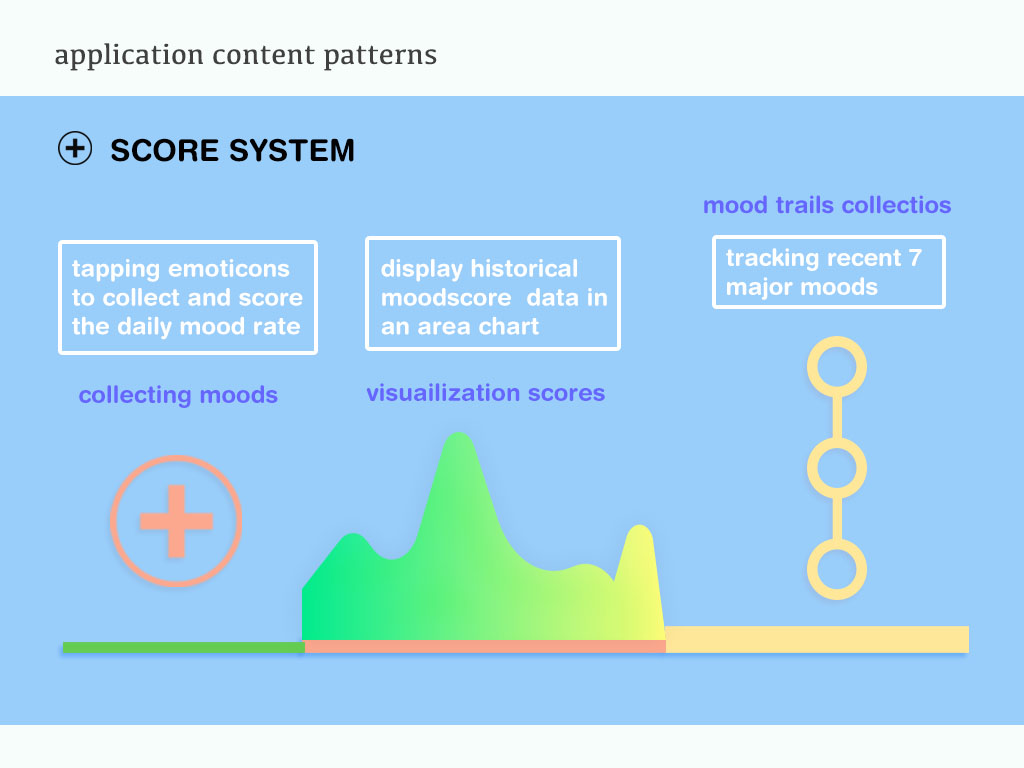 application content patterns
SCORE SYSTEM
tapping emoticons
to collect and score
the daily mood rate
collecting moods
display historical
moodscore  data in
an area chart
visuailization scores
mood trails collectios
tracking recent 7
major moods